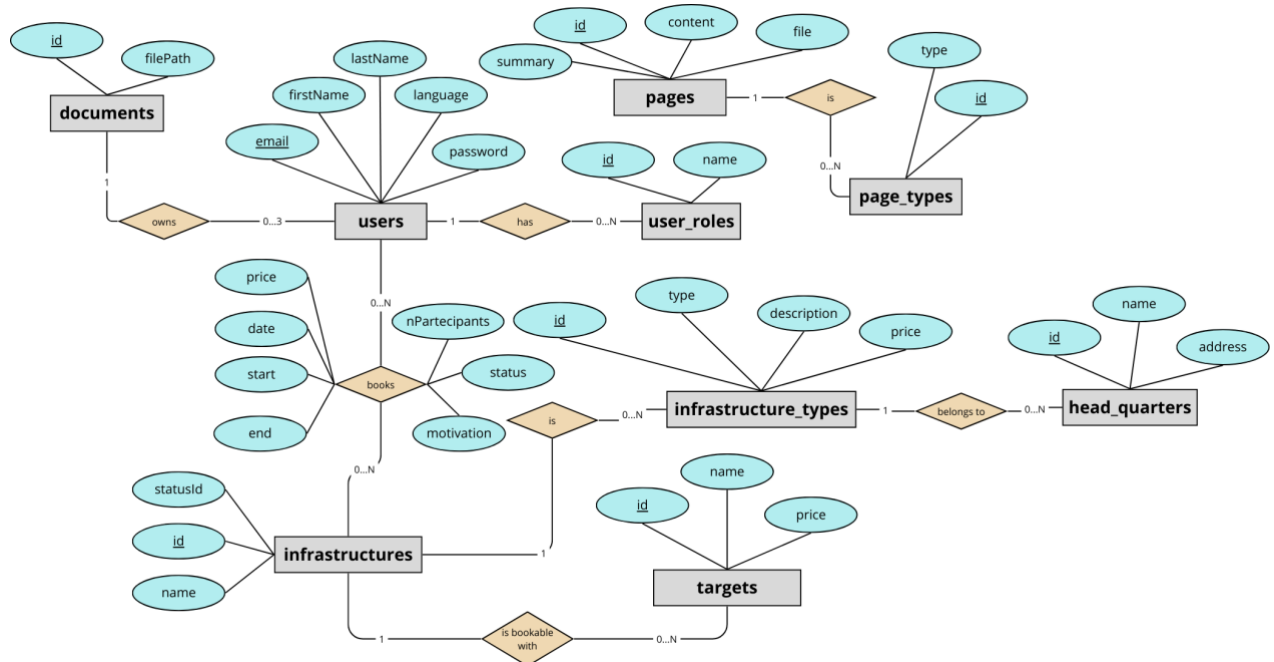 id
filePath
documents
1
owns
0...3
email
firstName
lastName
language
password
users
1
has
0...N
id
name
user_roles
summary
id
content
file
pages
1
is
0...N
type
id
page_types
0...N
price
date
start
end
books
nPartecipants
status
motivation
0...N
statusId
id
name
infrastructures
1
is
0...N
id
type
description
price
infrastructure_types
1
belongs to
0...N
id
name
address
head_quarters
id
name
price
targets
1
is bookable
with
0...N